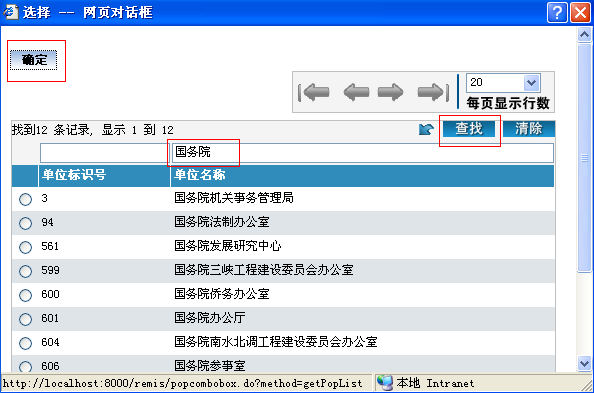 选择 -- 网页对话框
确定
20
每页显示行数
找到12 条记录, 显示 1 到 12
查找 清除
国务院
单位标识号 单位名称
3 国务院机关事务管理局
94 国务院法制办公室
561 国务院发展研究中心
599 国务院三峡工程建设委员会办公室
600 国务院侨务办公室
601 国务院办公厅
604 国务院南水北调工程建设委员会办公室
606 国务院参事室
http://localhost:8000/remis/popcombobox.do?method=getPopList 本地 Intranet